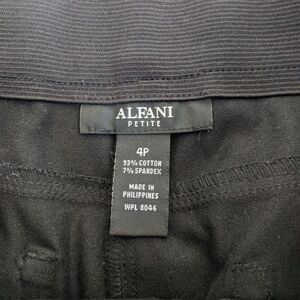 ALFANI
PETITE
4P
93% COTTON
7% SPANDEX
MADE IN
PHILIPPINES
WPL 8046